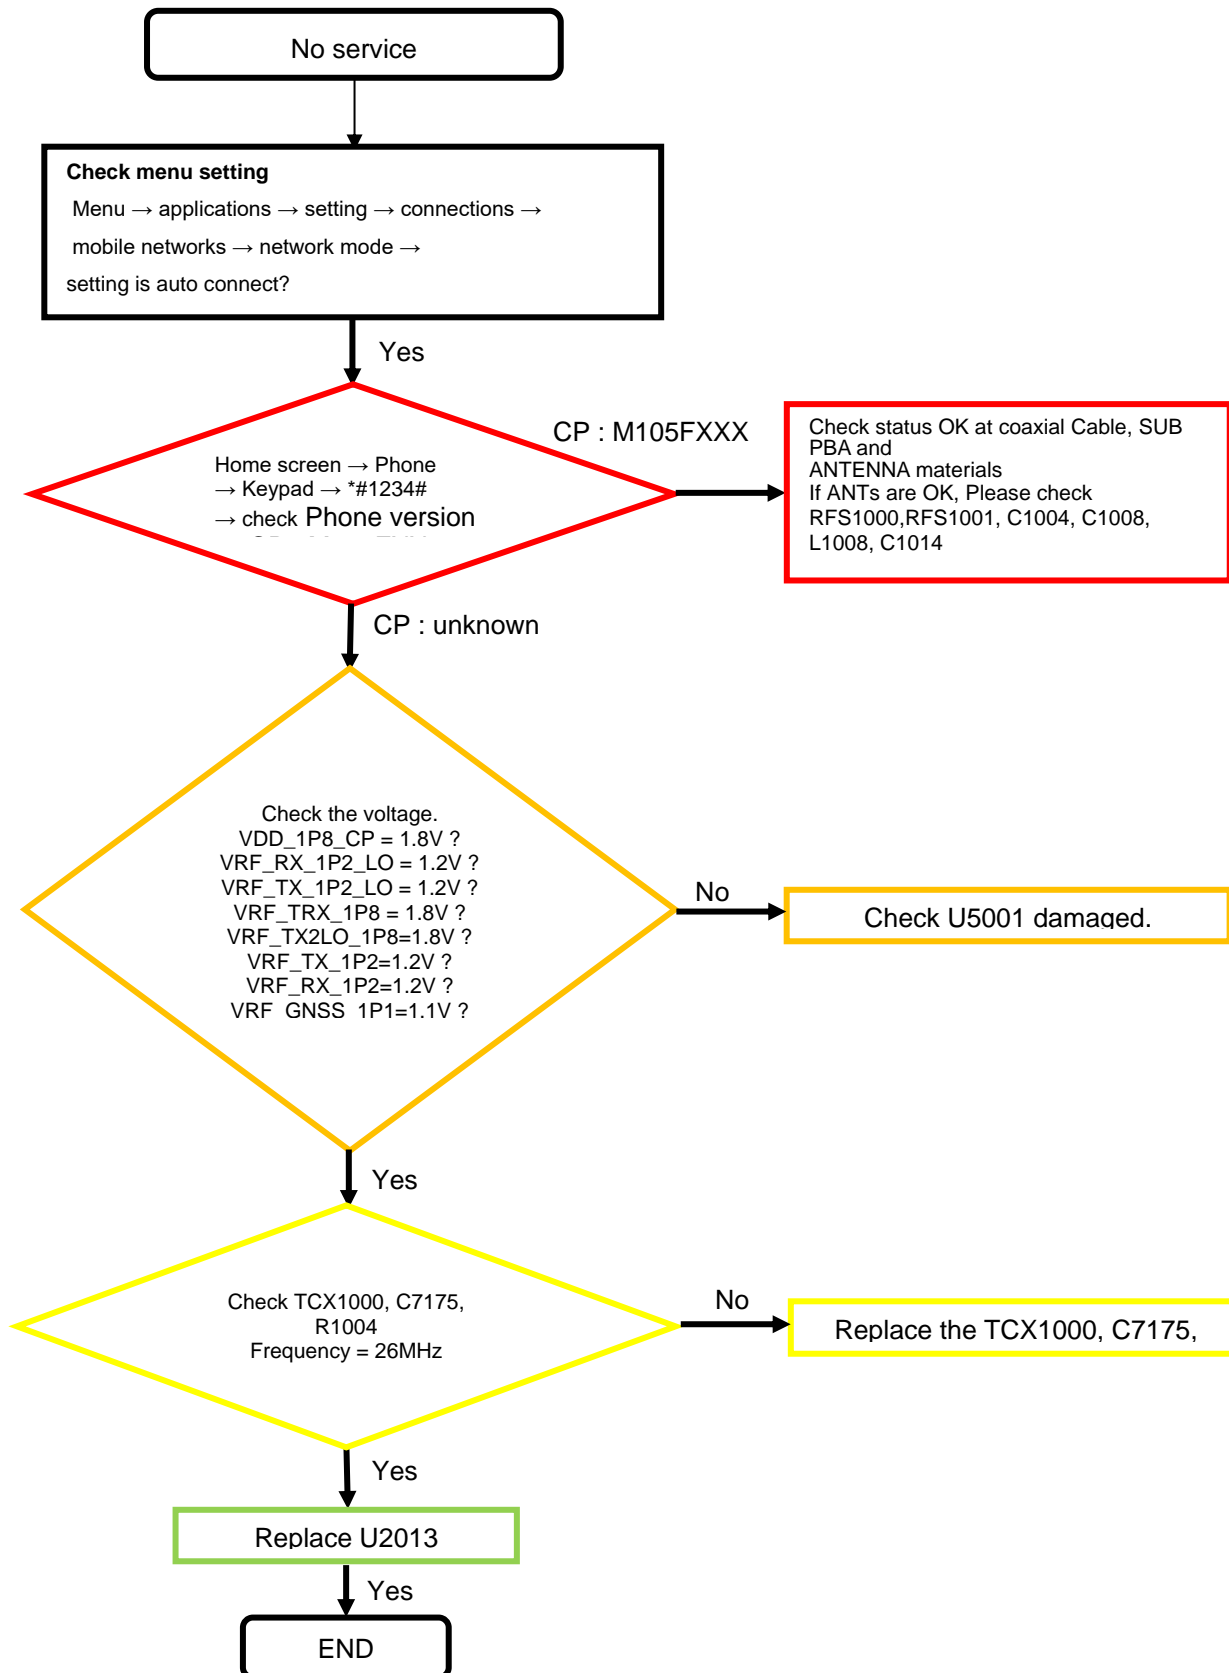 No service
Check menu setting
Menu → applications → setting → connections →
mobile networks → network mode →
setting is auto connect?
Yes
CP : M105FXXX
Home screen → Phone
→ Keypad → *#1234#
→ check Phone version
Check status OK at coaxial Cable, SUB
PBA and
ANTENNA materials
If ANTs are OK, Please check
RFS1000,RFS1001, C1004, C1008,
L1008, C1014
CP : unknown
Check the voltage.
VDD_1P8_CP = 1.8V ?
VRF_RX_1P2_LO = 1.2V ?
VRF_TX_1P2_LO = 1.2V ?
VRF_TRX_1P8 = 1.8V ?
VRF_TX2LO_1P8=1.8V ?
VRF_TX_1P2=1.2V ?
VRF_RX_1P2=1.2V ?
VRF_GNSS_1P1=1.1V ?
No
Check U5001 damaged.
Yes
Check TCX1000, C7175,
R1004
Frequency = 26MHz
No
Replace the TCX1000, C7175,
Yes
Replace U2013
Yes
END